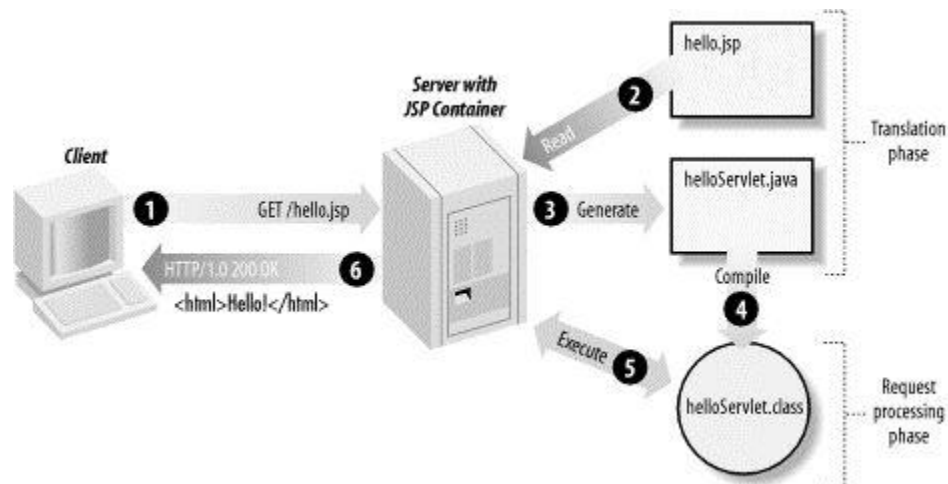 hello.jsp
Server with
JSP Container
2
Read
Translation
phase
Client
helloServlet.java
1
GET /hello.jsp
3
Generate
HTTP/1.0 200 OK
6
<html>Hello!</html>
Compile
4
Execute
5
helloServlet.class
Request
processing
phase